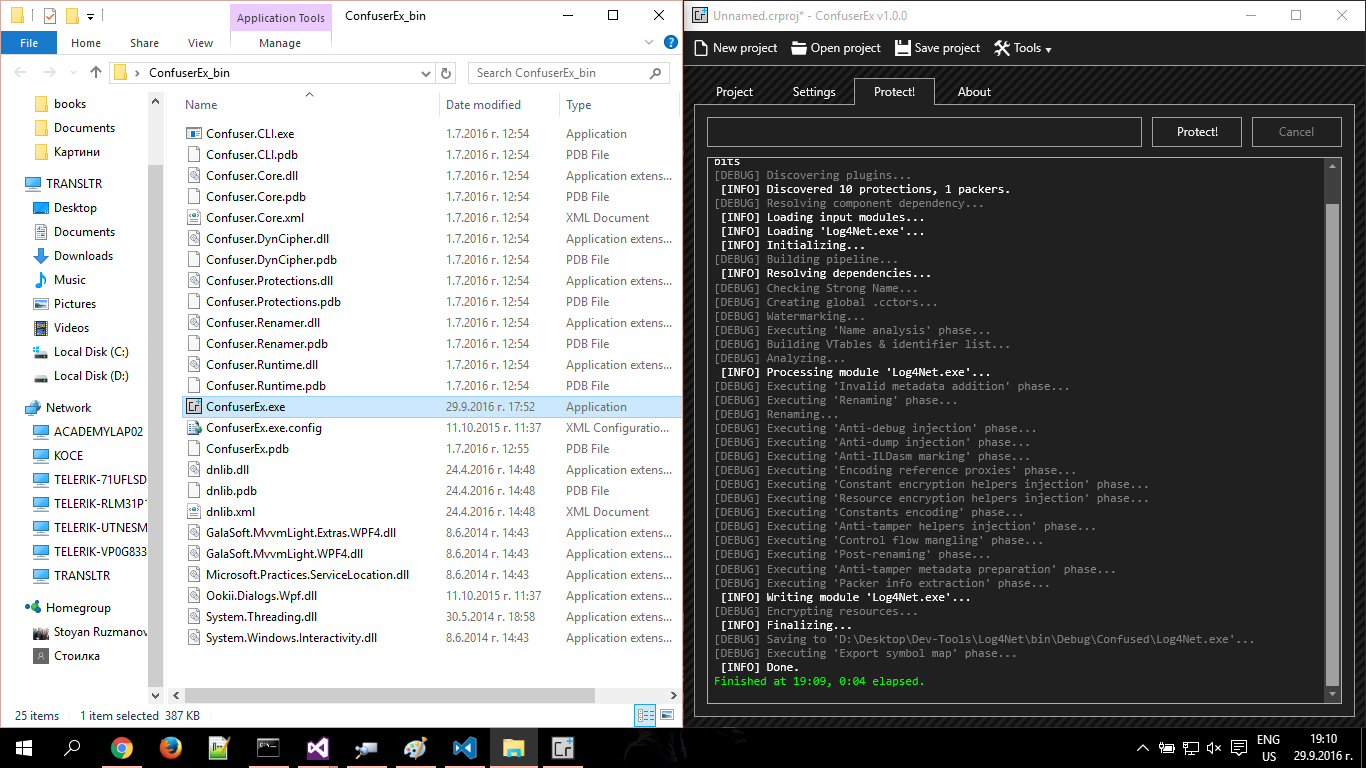 Application Tools
ConfuserEx_bin
File
Home
Share
View
Manage
ConfuserEx_bin
Search ConfuserEx_bin
books
Documents
Картини
TRANSLTR
Desktop
Documents
Downloads
Music
Pictures
Videos
Local Disk (C:)
Local Disk (D:)
Network
ACADEMYLAP02
KOCE
TELERIK-71UFLSD
TELERIK-RLM31P1
TELERIK-UTNESM
TELERIK-VP0G833
TRANSLTR
Homegroup
Stoyan Ruzmanov
Стоилка
Name Date modified Type
Confuser.CLI.exe 1.7.2016 г. 12:54 Application
Confuser.CLI.pdb 1.7.2016 г. 12:54 PDB File
Confuser.Core.dll 1.7.2016 г. 12:54 Application extens...
Confuser.Core.pdb 1.7.2016 г. 12:54 PDB File
Confuser.Core.xml 1.7.2016 г. 12:54 XML Document
Confuser.DynCipher.dll 1.7.2016 г. 12:54 Application extens...
Confuser.DynCipher.pdb 1.7.2016 г. 12:54 PDB File
Confuser.Protections.dll 1.7.2016 г. 12:54 Application extens...
Confuser.Protections.pdb 1.7.2016 г. 12:54 PDB File
Confuser.Renamer.dll 1.7.2016 г. 12:54 Application extens...
Confuser.Renamer.pdb 1.7.2016 г. 12:54 PDB File
Confuser.Runtime.dll 1.7.2016 г. 12:54 Application extens...
Confuser.Runtime.pdb 1.7.2016 г. 12:54 PDB File
ConfuserEx.exe 29.9.2016 г. 17:52 Application
ConfuserEx.exe.config 11.10.2015 г. 11:37 XML Configuratio...
ConfuserEx.pdb 1.7.2016 г. 12:55 PDB File
dnlib.dll 24.4.2016 г. 14:48 Application extens...
dnlib.pdb 24.4.2016 г. 14:48 PDB File
dnlib.xml 24.4.2016 г. 14:48 XML Document
GalaSoft.MvvmLight.Extras.WPF4.dll 8.6.2014 г. 14:43 Application extens...
GalaSoft.MvvmLight.WPF4.dll 8.6.2014 г. 14:43 Application extens...
Microsoft.Practices.ServiceLocation.dll 8.6.2014 г. 14:43 Application extens...
Ookii.Dialogs.Wpf.dll 11.10.2015 г. 11:37 Application extens...
System.Threading.dll 30.5.2014 г. 18:58 Application extens...
System.Windows.Interactivity.dll 8.6.2014 г. 14:43 Application extens...
25 items 1 item selected 387 KB
Cr Unnamed.crproj* - ConfuserEx v1.0.0
New project Open project Save project Tools
Project Settings Protect! About
Protect! Cancel
bits
[DEBUG] Discovering plugins...
[INFO] Discovered 10 protections, 1 packers.
[DEBUG] Resolving component dependency...
[INFO] Loading input modules...
[INFO] Loading 'Log4Net.exe'...
[INFO] Initializing...
[DEBUG] Building pipeline...
[INFO] Resolving dependencies...
[DEBUG] Checking Strong Name...
[DEBUG] Creating global .cctors...
[DEBUG] Watermarking...
[DEBUG] Executing 'Name analysis' phase...
[DEBUG] Building VTables & identifier list...
[DEBUG] Analyzing...
[INFO] Processing module 'Log4Net.exe'...
[DEBUG] Executing 'Invalid metadata addition' phase...
[DEBUG] Executing 'Renaming' phase...
[DEBUG] Renaming...
[DEBUG] Executing 'Anti-debug injection' phase...
[DEBUG] Executing 'Anti-dump injection' phase...
[DEBUG] Executing 'Anti-ILDasm marking' phase...
[DEBUG] Executing 'Encoding reference proxies' phase...
[DEBUG] Executing 'Constant encryption helpers injection' phase...
[DEBUG] Executing 'Resource encryption helpers injection' phase...
[DEBUG] Executing 'Constants encoding' phase...
[DEBUG] Executing 'Anti-tamper helpers injection' phase...
[DEBUG] Executing 'Control flow mangling' phase...
[DEBUG] Executing 'Post-renaming' phase...
[DEBUG] Executing 'Anti-tamper metadata preparation' phase...
[DEBUG] Executing 'Packer info extraction' phase...
[INFO] Writing module 'Log4Net.exe'...
[DEBUG] Encrypting resources...
[INFO] Finalizing...
[DEBUG] Saving to 'D:\Desktop\Dev-Tools\Log4Net\bin\Debug\Confused\Log4Net.exe'...
[DEBUG] Executing 'Export symbol map' phase...
[INFO] Done.
Finished at 19:09, 0:04 elapsed.
ENG
US
19:10
29.9.2016 г.